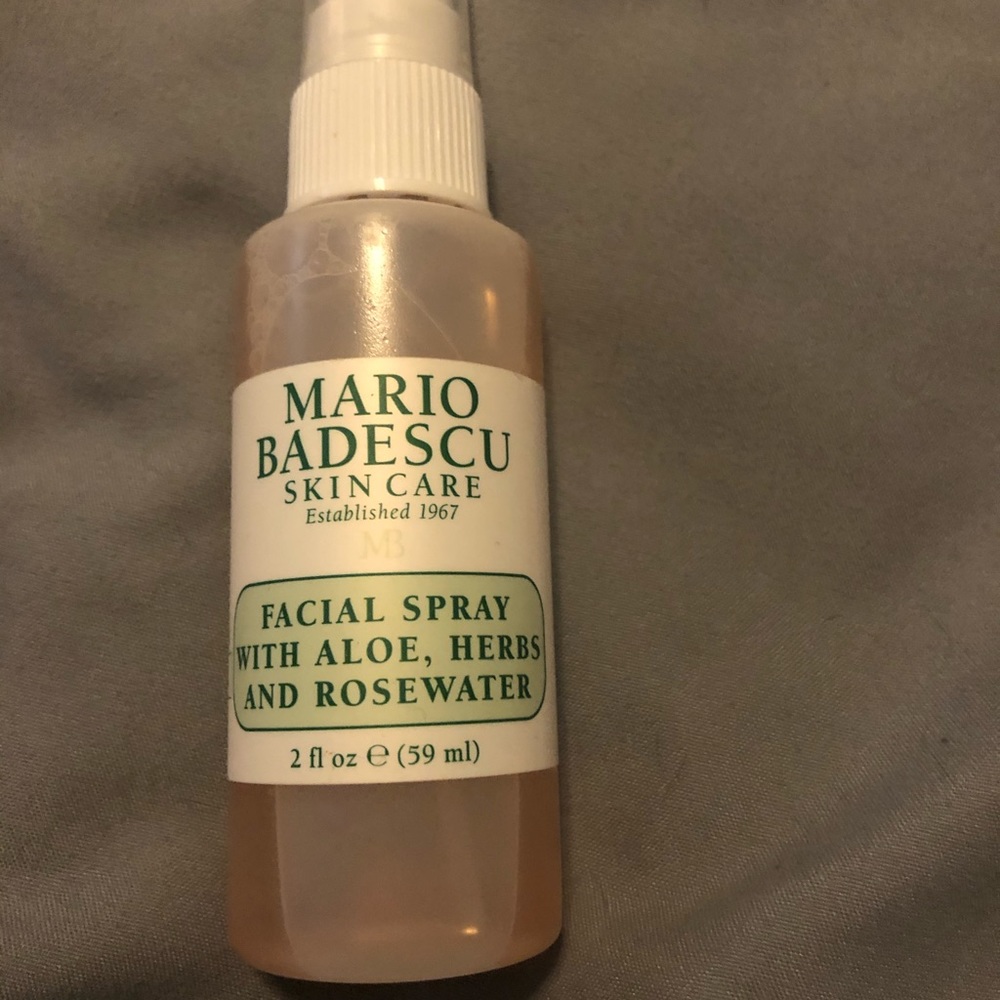 MARIO
BADESCU
SKIN CARE
Established 1967
MB
FACIAL SPRAY
WITH ALOE, HERBS
AND ROSEWATER
2 fl oz ℮ (59 ml)